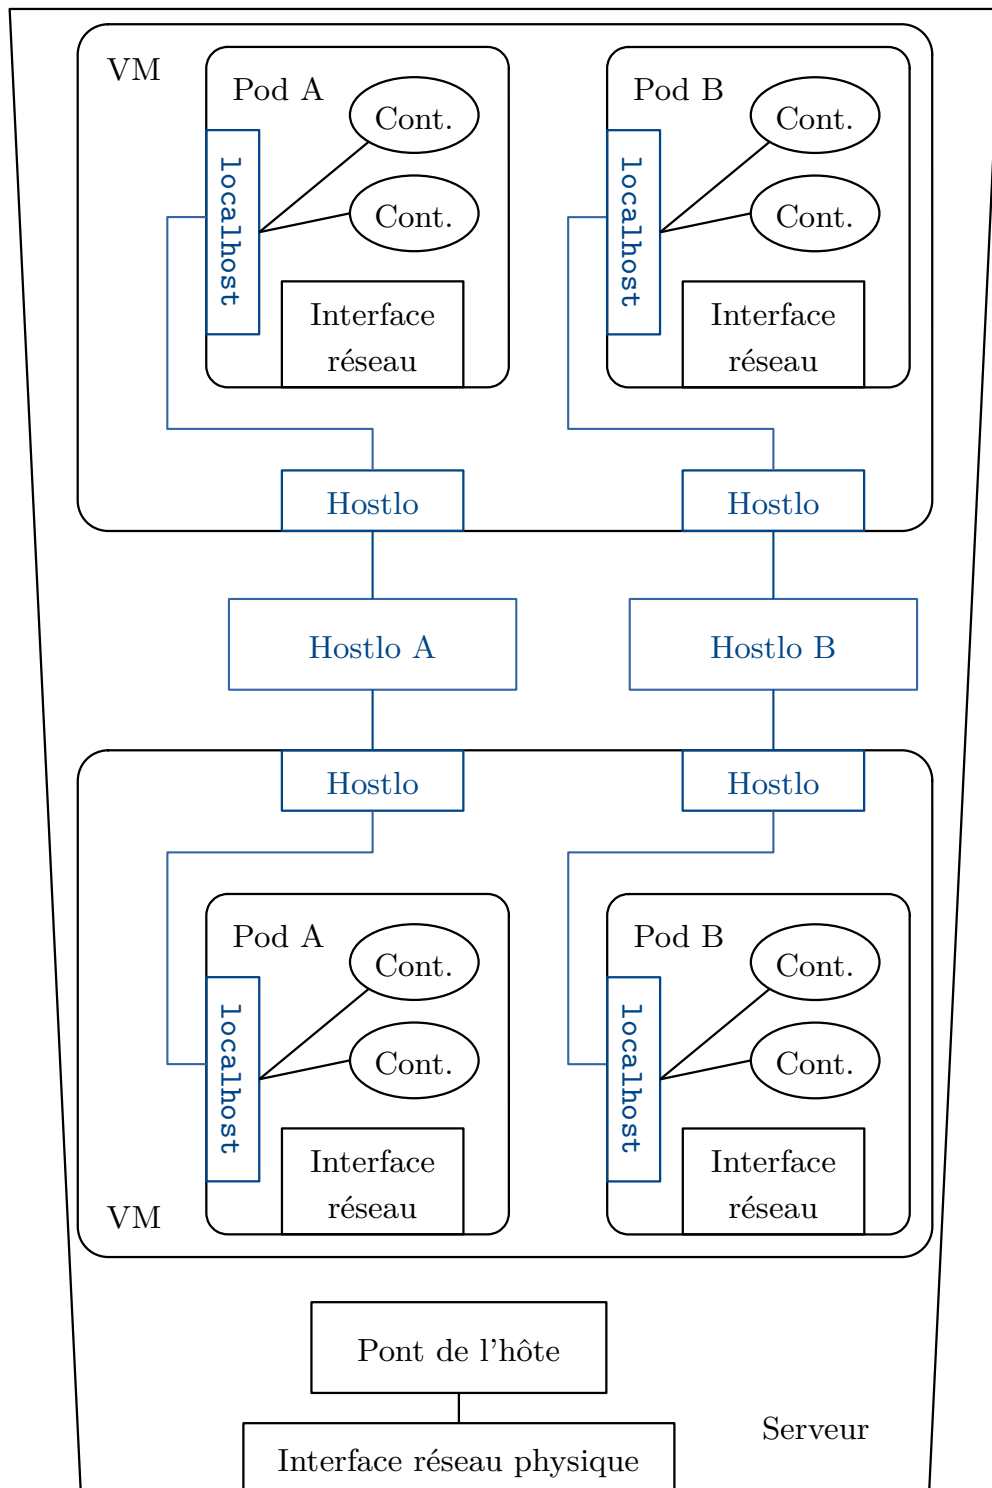 VM
Pod A
Cont.
Cont.
localhost
Interface
réseau
Pod B
Cont.
Cont.
localhost
Interface
réseau
Hostlo
Hostlo
Hostlo A
Hostlo B
Hostlo
Hostlo
Pod A
Cont.
Cont.
localhost
Interface
réseau
Pod B
Cont.
Cont.
localhost
Interface
réseau
VM
Pont de l'hôte
Serveur
Interface réseau physique